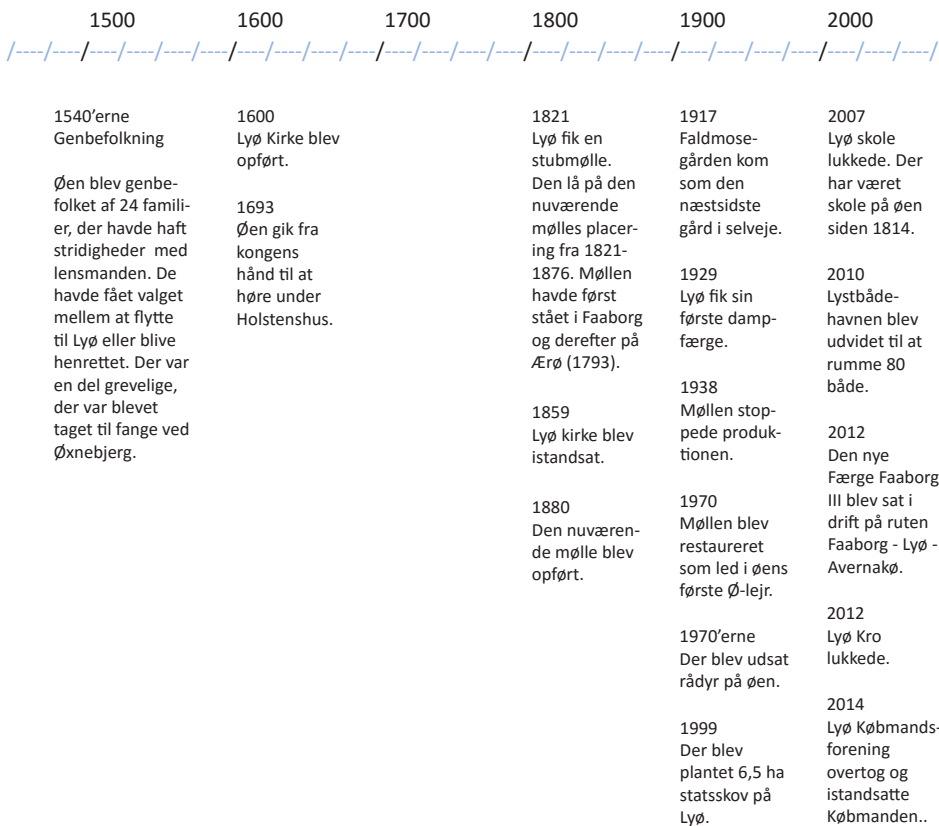 1500 1600 1700 1800 1900 2000
/----/----/----/----/----/----/----/----/----/----/----/----/----/----/----/----/----/----/----/----/----/----/----/----/----/
1540’erne
Genbefolkning
Øen blev genbe-
folket af 24 famili-
er, der havde haft
stridigheder med
lensmanden. De
havde fået valget
mellem at flytte
til Lyø eller blive
henrettet. Der var
en del grevelige,
der var blevet
taget til fange ved
Øxnebjerg.
1600
Lyø Kirke blev
opført.
1693
Øen gik fra
kongens
hånd til at
høre under
Holstenshus.
1821
Lyø fik en
stubmølle.
Den lå på den
nuværende
mølles placer-
ing fra 1821-
1876. Møllen
havde først
stået i Faaborg
og derefter på
Ærø (1793).
1859
Lyø kirke blev
istandsat.
1880
Den nuværen-
de mølle blev
opført.
1917
Faldmose-
gården kom
som den
næstsidste
gård i selveje.
1929
Lyø fik sin
første damp-
færge.
1938
Møllen stop-
pede produk-
tionen.
1970
Møllen blev
restaureret
som led i øens
første Ø-lejr.
1970’erne
Der blev udsat
rådyr på øen.
1999
Der blev
plantet 6,5 ha
statsskov på
Lyø.
2007
Lyø skole
lukkede. Der
har været
skole på øen
siden 1814.
2010
Lystbåde-
havnen blev
udvidet til at
rumme 80
både.
2012
Den nye
Færge Faaborg
III blev sat i
drift på ruten
Faaborg - Lyø -
Avernakø.
2012
Lyø Kro
lukkede.
2014
Lyø Købmands-
forening
overtog og
istandsatte
Købmanden..